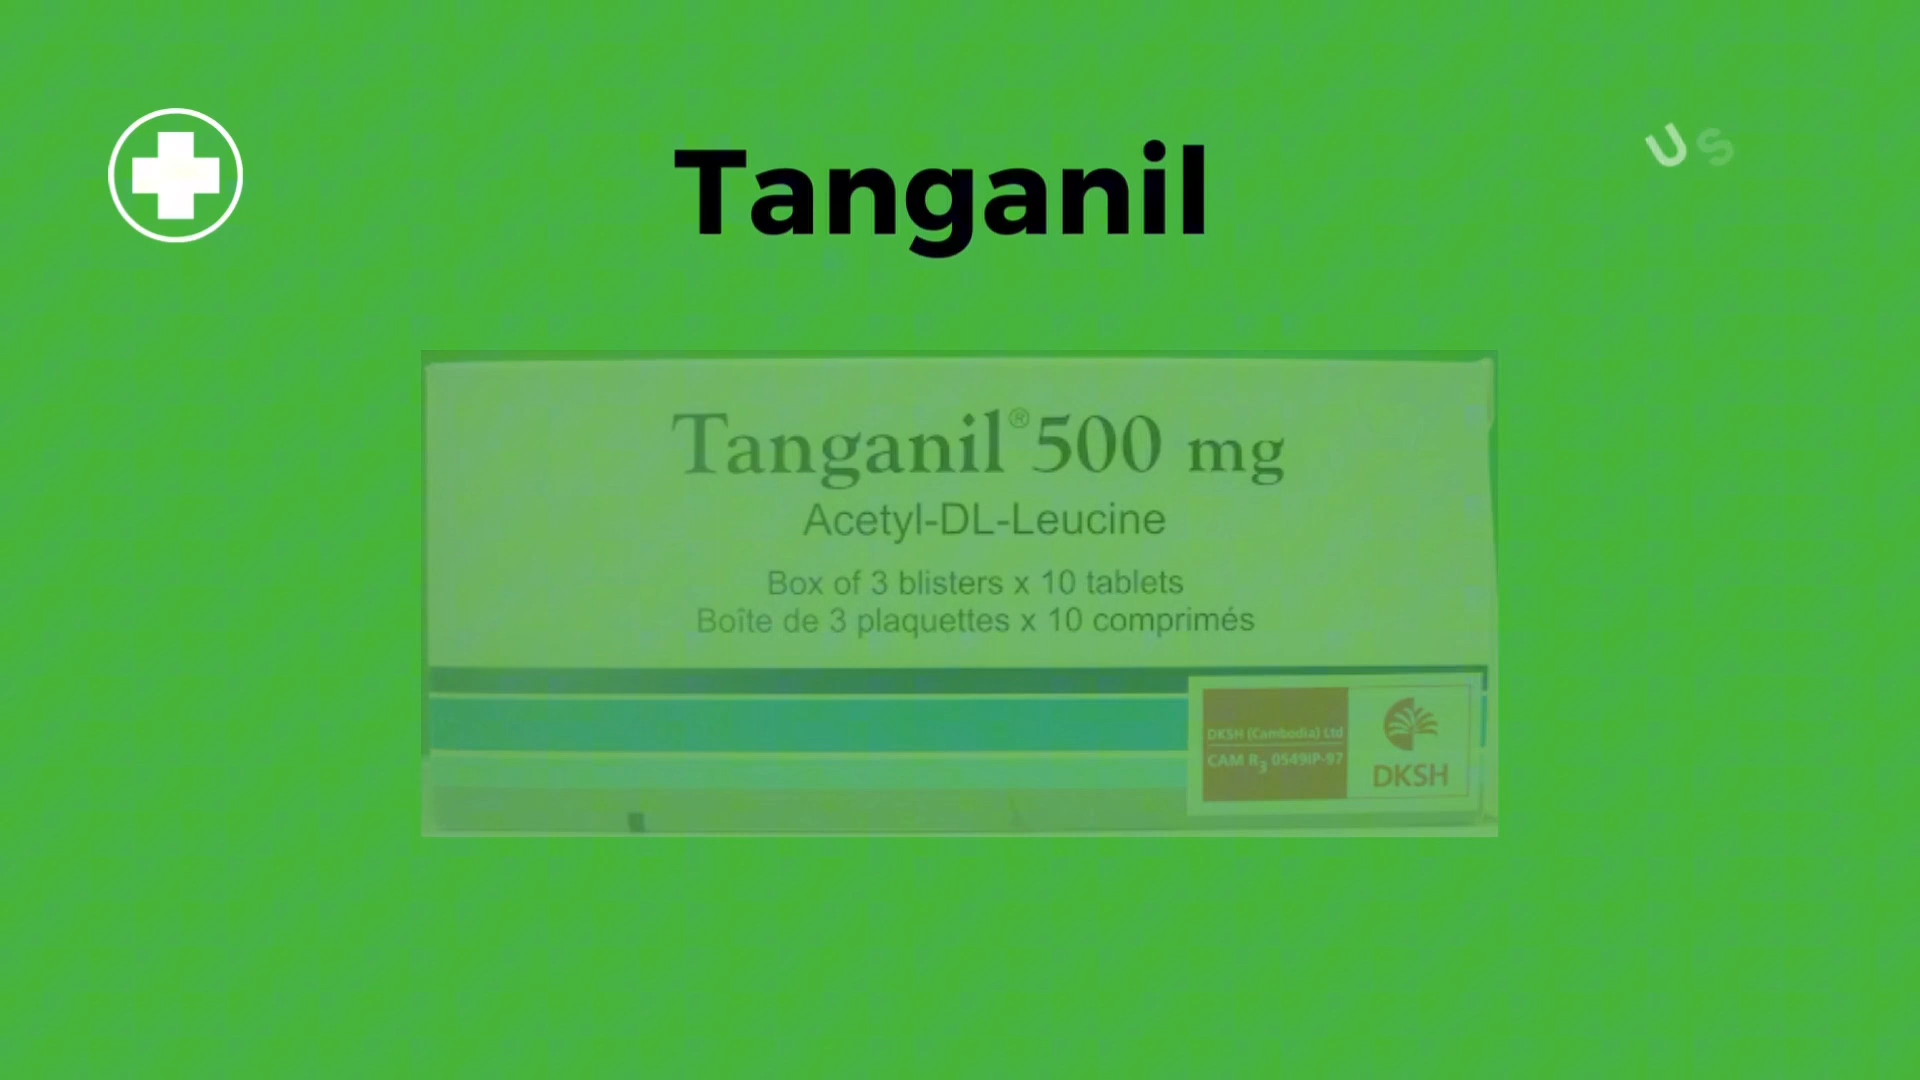 Tanganil
U S
Tanganil® 500 mg
Acetyl-DL-Leucine
Box of 3 blisters x 10 tablets
Boîte de 3 plaquettes x 10 comprimés
DKSH (Cambodia) Ltd
CAM R3 0549IP-97
DKSH